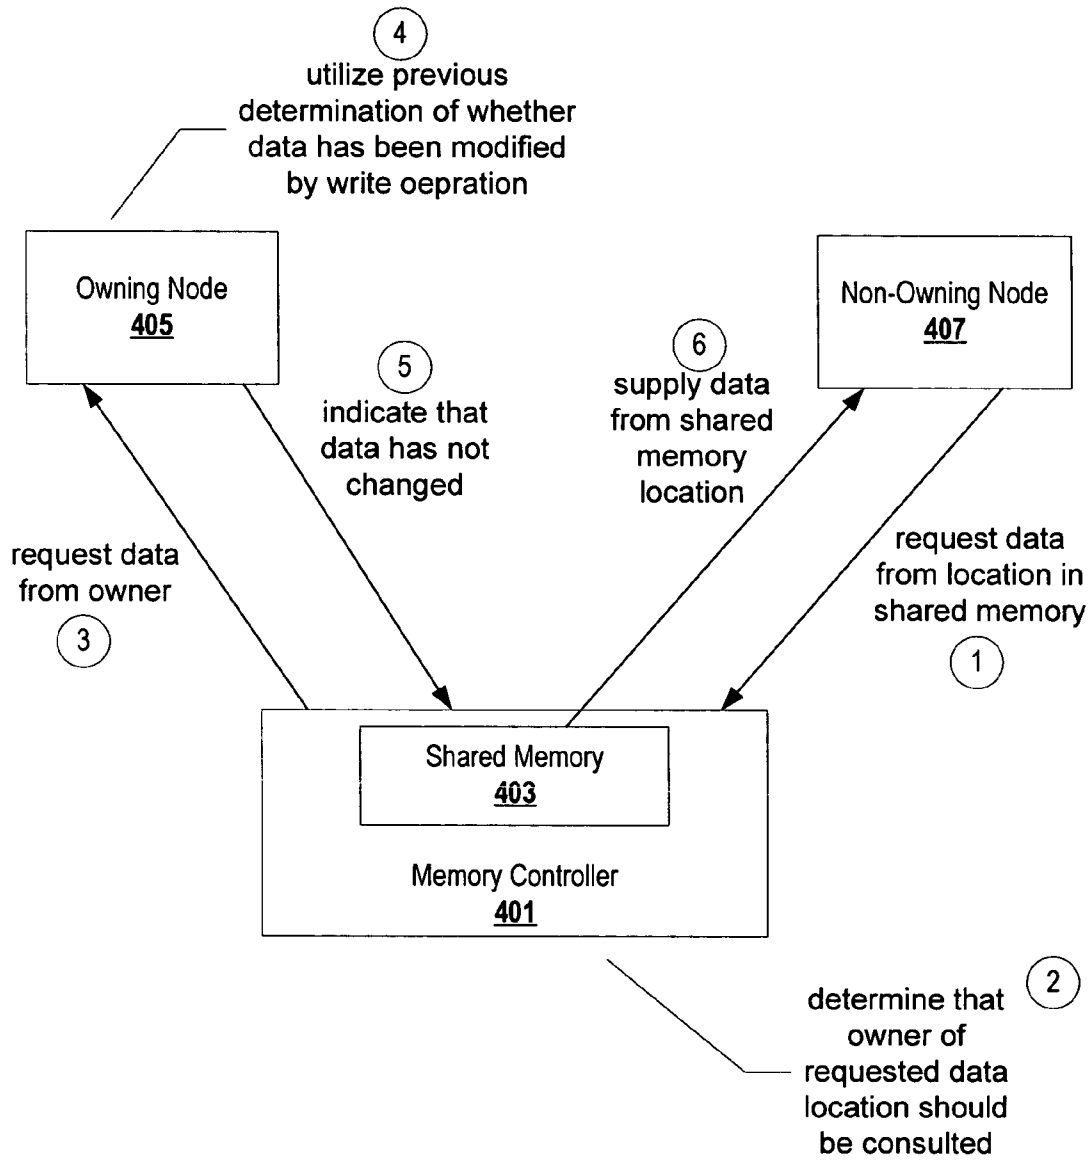 4
utilize previous
determination of whether
data has been modified
by write oepration
Owning Node
405
Non-Owning Node
407
5
indicate that
data has not
changed
6
supply data
from shared
memory
location
request data
from owner
3
request data
from location in
shared memory
1
Shared Memory
403
Memory Controller
401
2
determine that
owner of
requested data
location should
be consulted